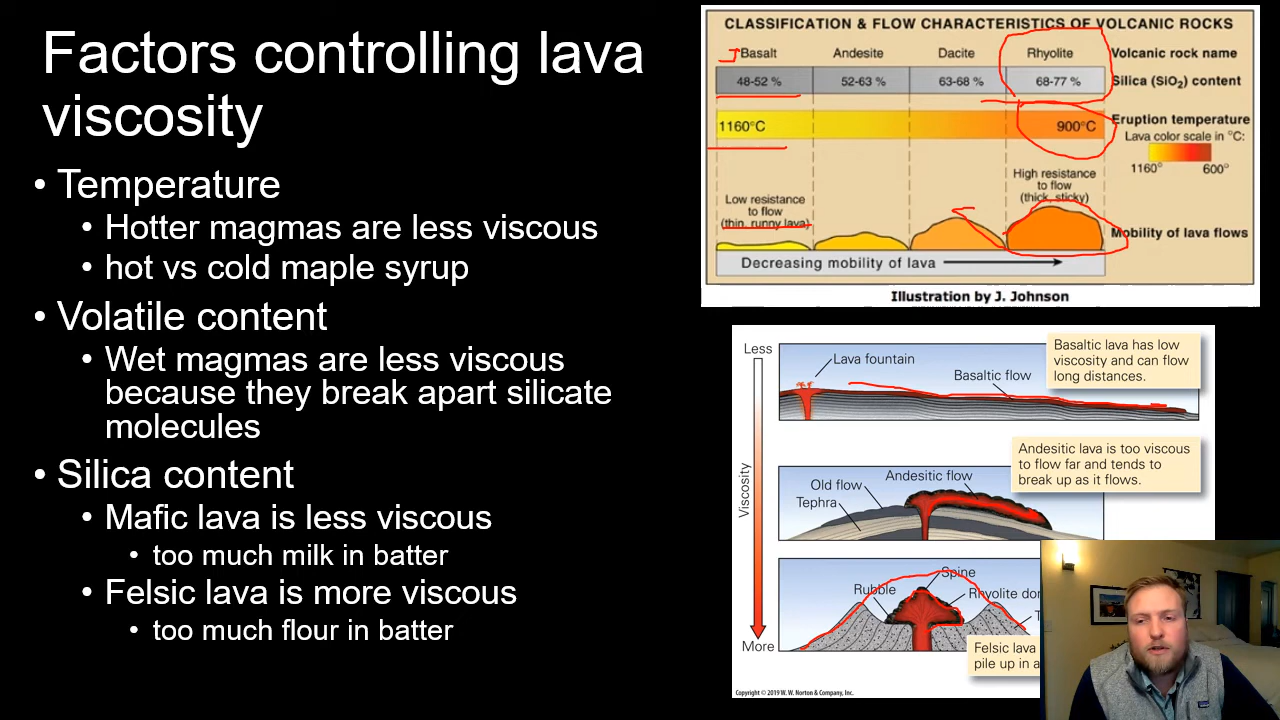 Factors controlling lava
viscosity
• Temperature
• Hotter magmas are less viscous
• hot vs cold maple syrup
• Volatile content
• Wet magmas are less viscous
because they break apart silicate
molecules
• Silica content
• Mafic lava is less viscous
• too much milk in batter
• Felsic lava is more viscous
• too much flour in batter
CLASSIFICATION & FLOW CHARACTERISTICS OF VOLCANIC ROCKS
Basalt Andesite Dacite Rhyolite Volcanic rock name
48-52 % 52-63 % 63-68 % 68-77 % Silica (SiO₂) content
1160°C 900°C Eruption temperature
Lava color scale in °C:
1160° 600°
Low resistance
to flow
(thin, runny lava)
High resistance
to flow
(thick, sticky)
Mobility of lava flows
Decreasing mobility of lava
Illustration by J. Johnson
Less
Viscosity
More
Lava fountain
Basaltic flow
Basaltic lava has low
viscosity and can flow
long distances.
Andesitic flow
Old flow
Tephra
Andesitic lava is too viscous
to flow far and tends to
break up as it flows.
Spine
Rubble
Rhyolite
Felsic lava
pile up in
Copyright © 2019 W. W. Norton & Company, Inc.